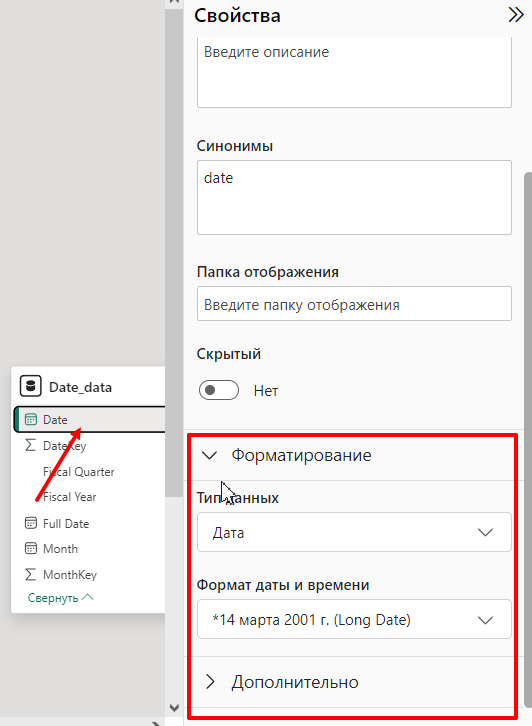 Свойства
Введите описание
Синонимы
date
Папка отображения
Введите папку отображения
Скрытый
Нет
Date_data
Date
DateKey
Fiscal Quarter
Fiscal Year
Full Date
Month
MonthKey
Свернуть
Форматирование
Тип данных
Дата
Формат даты и времени
*14 марта 2001 г. (Long Date)
Дополнительно